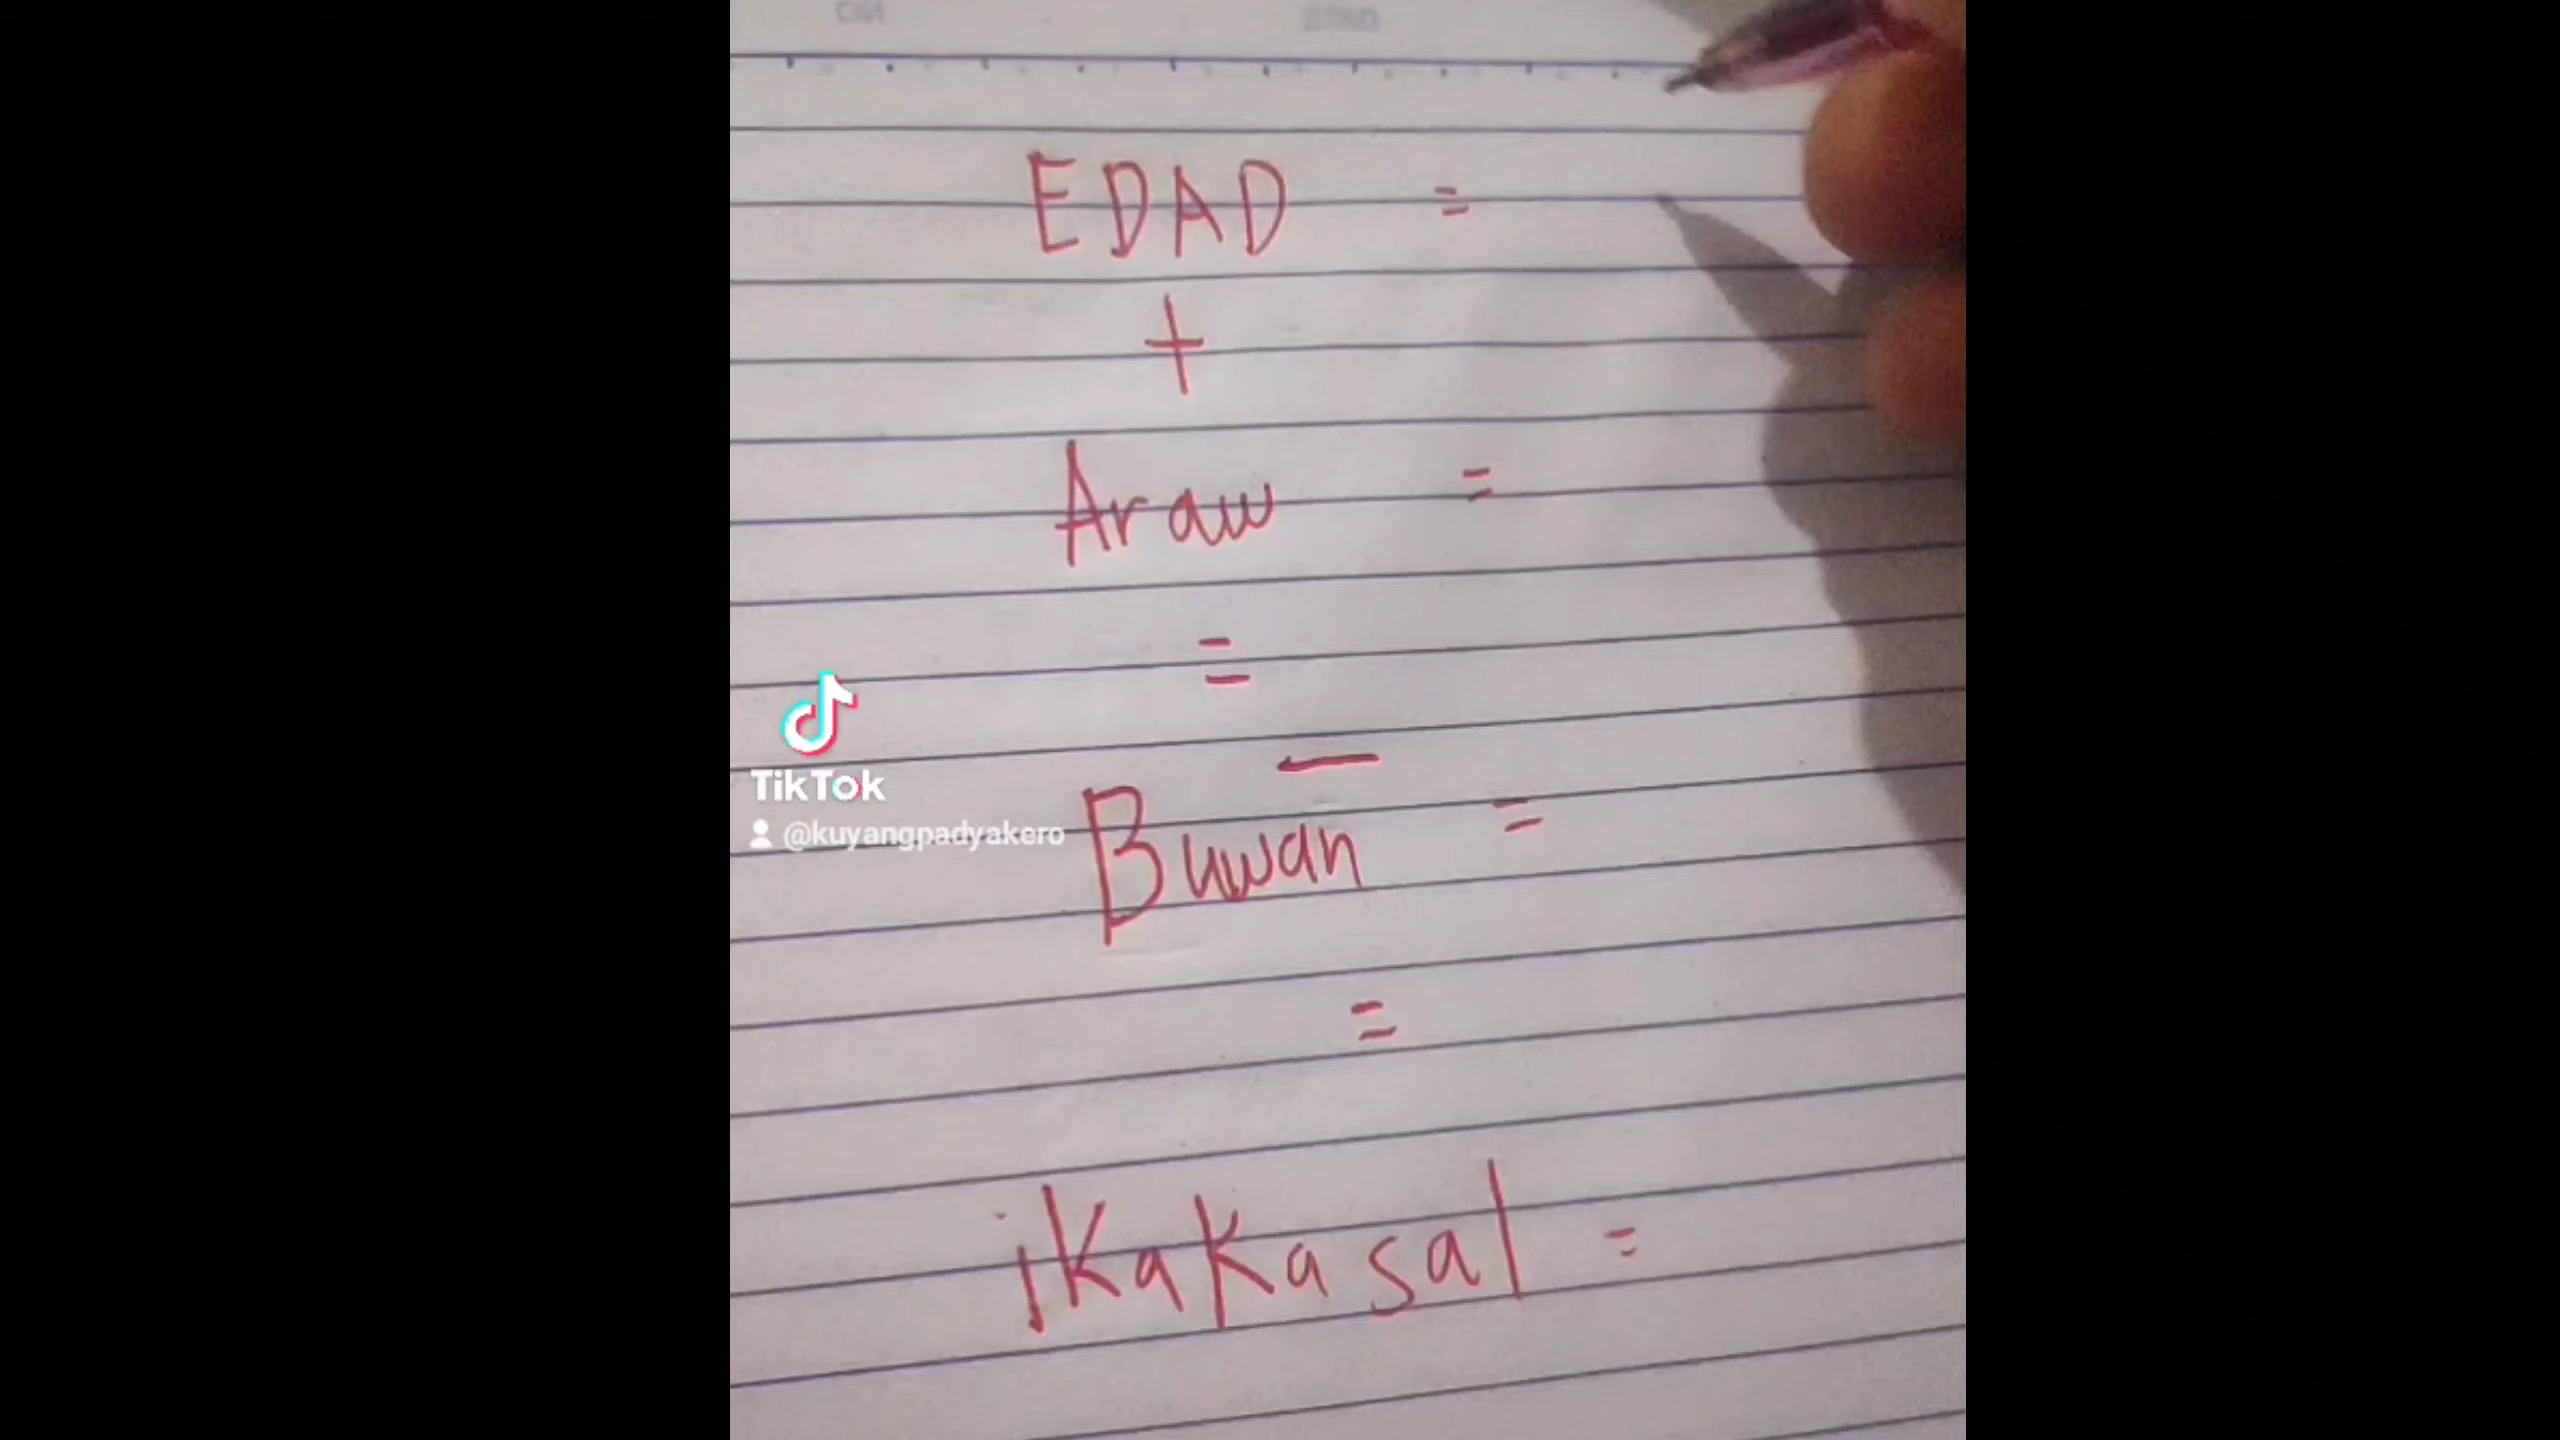 EDAD =
+
Araw =
=
−
Buwan =
=
ikakasal =
TikTok
@kuyangpadyakero